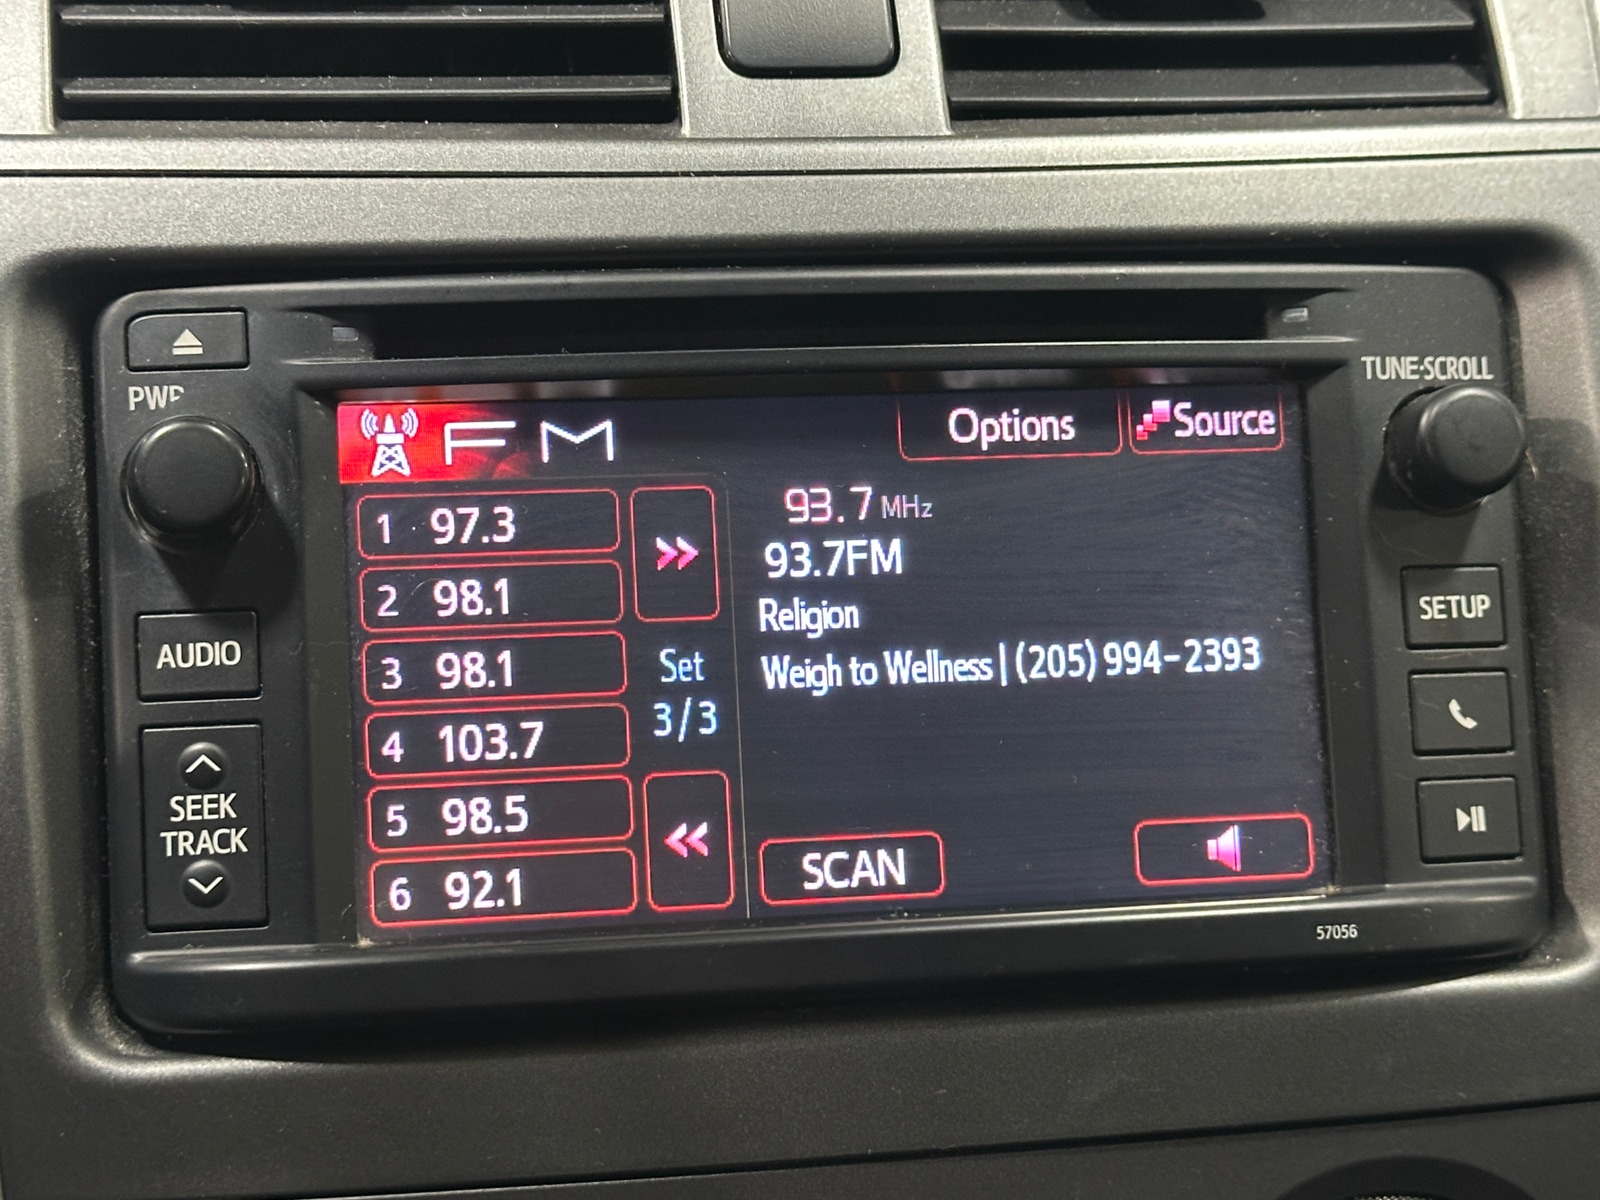 PWR
TUNE·SCROLL
FM
Options
Source
1 97.3
2 98.1
3 98.1
4 103.7
5 98.5
6 92.1
Set
3/3
93.7 MHz
93.7FM
Religion
Weigh to Wellness | (205) 994-2393
SCAN
AUDIO
SEEK
TRACK
SETUP
57056